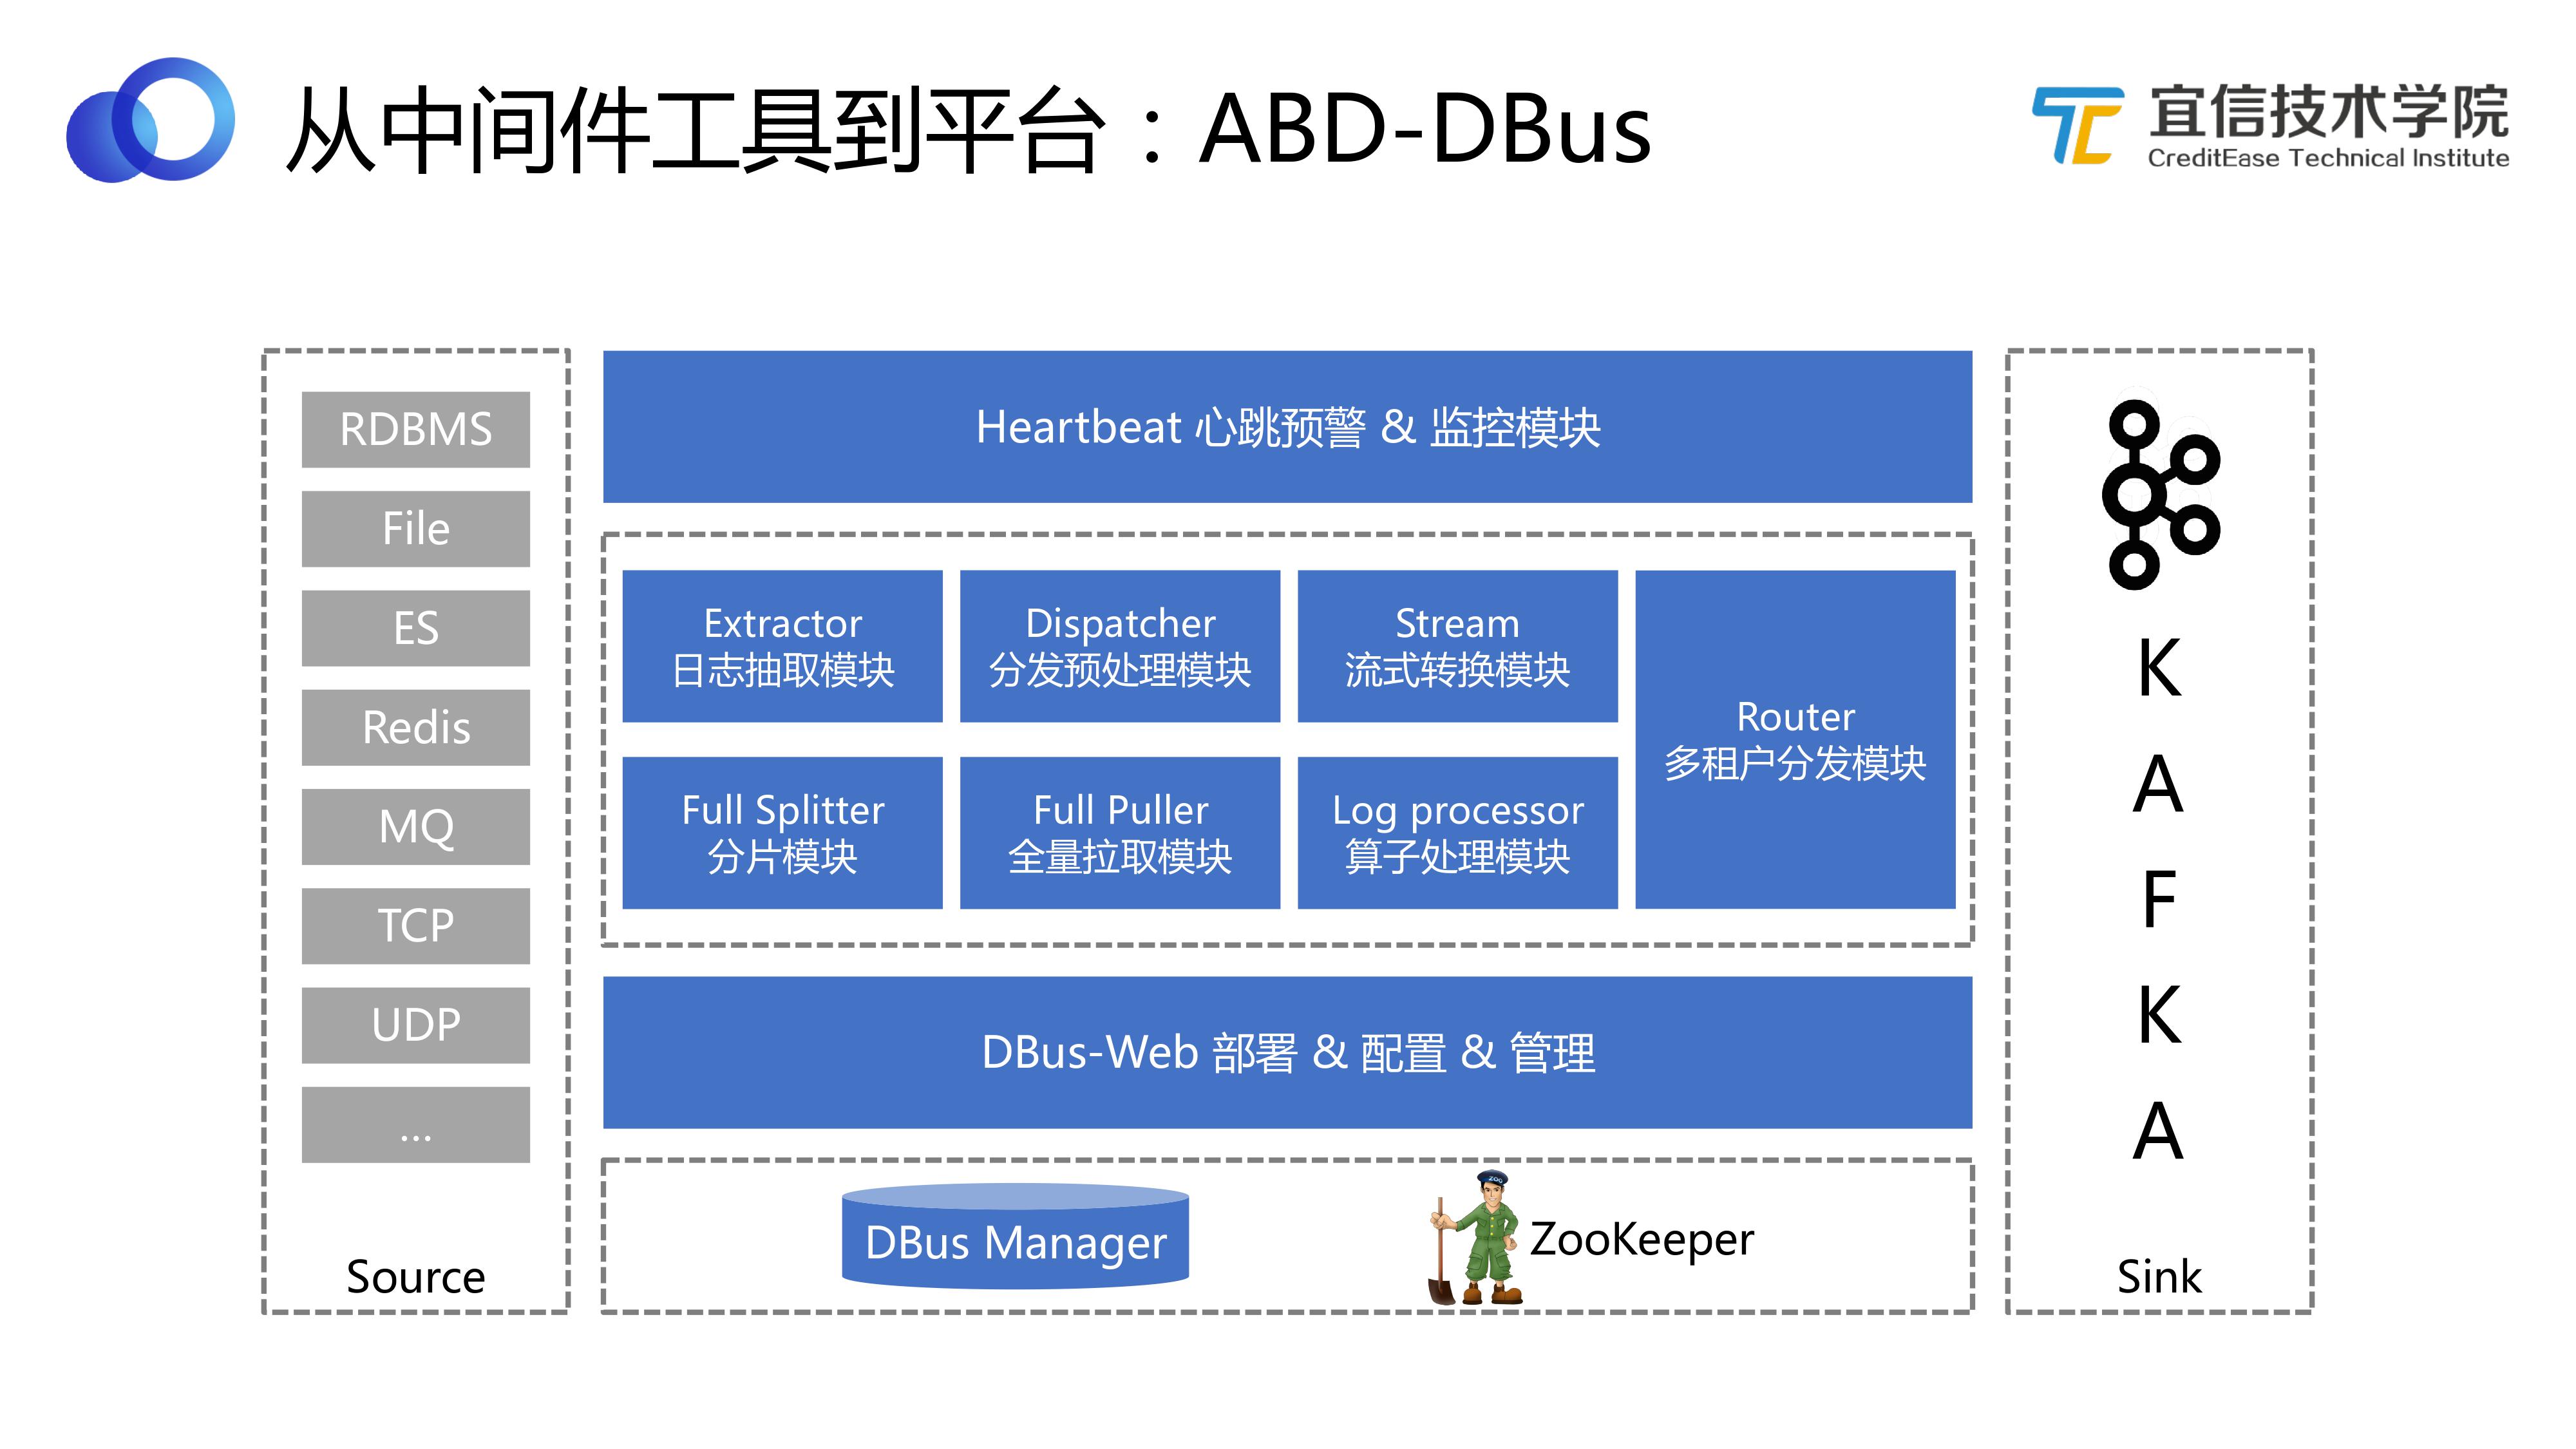 从中间件工具到平台：ABD-DBus
宜信技术学院
CreditEase Technical Institute
RDBMS
File
ES
Redis
MQ
TCP
UDP
...
Source
Heartbeat 心跳预警 & 监控模块
Extractor
日志抽取模块
Dispatcher
分发预处理模块
Stream
流式转换模块
Full Splitter
分片模块
Full Puller
全量拉取模块
Log processor
算子处理模块
Router
多租户分发模块
DBus-Web 部署 & 配置 & 管理
DBus Manager
ZOO
ZooKeeper
K
A
F
K
A
Sink